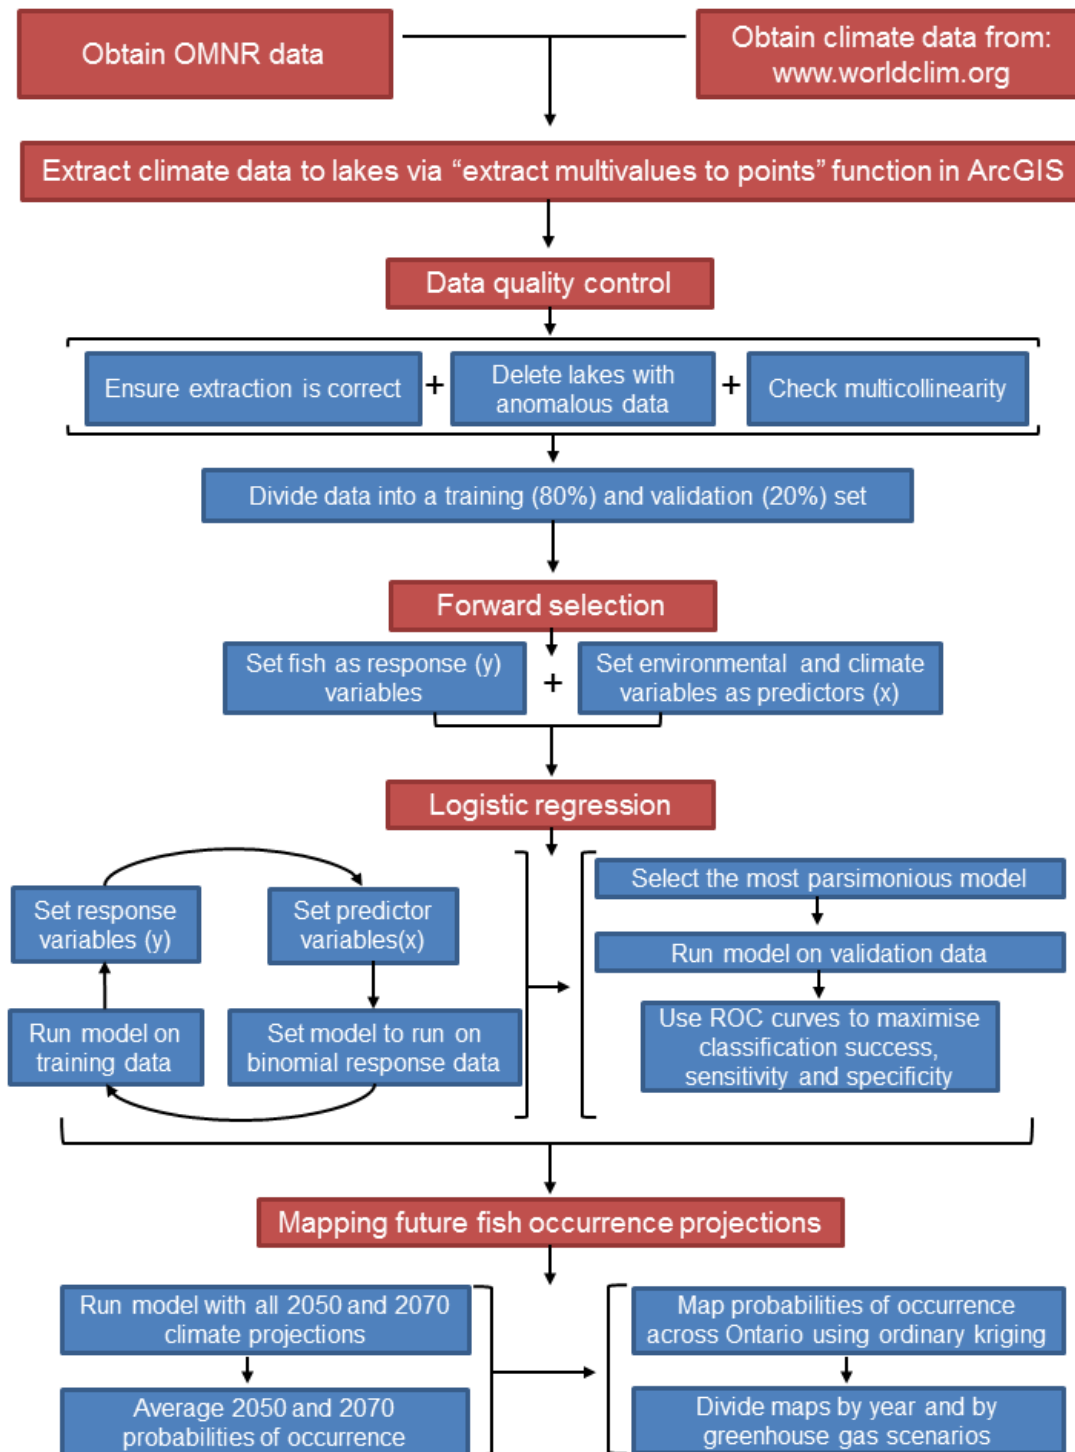 Obtain OMNR data
Obtain climate data from:
www.worldclim.org
Extract climate data to lakes via “extract multivalues to points” function in ArcGIS
Data quality control
Ensure extraction is correct
+
Delete lakes with
anomalous data
+
Check multicollinearity
Divide data into a training (80%) and validation (20%) set
Forward selection
Set fish as response (y)
variables
+
Set environmental and climate
variables as predictors (x)
Logistic regression
Set response
variables (y)
Set predictor
variables(x)
Run model on
training data
Set model to run on
binomial response data
Select the most parsimonious model
Run model on validation data
Use ROC curves to maximise
classification success,
sensitivity and specificity
Mapping future fish occurrence projections
Run model with all 2050 and 2070
climate projections
Average 2050 and 2070
probabilities of occurrence
Map probabilities of occurrence
across Ontario using ordinary kriging
Divide maps by year and by
greenhouse gas scenarios